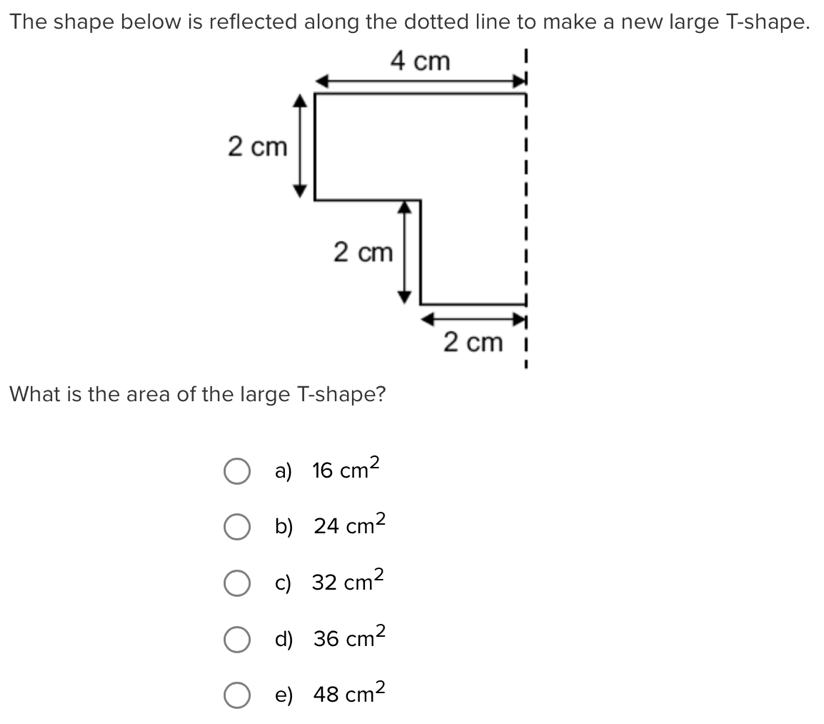 The shape below is reflected along the dotted line to make a new large T-shape.
4 cm
2 cm
2 cm
2 cm
What is the area of the large T-shape?
a) 16 cm²
b) 24 cm²
c) 32 cm²
d) 36 cm²
e) 48 cm²